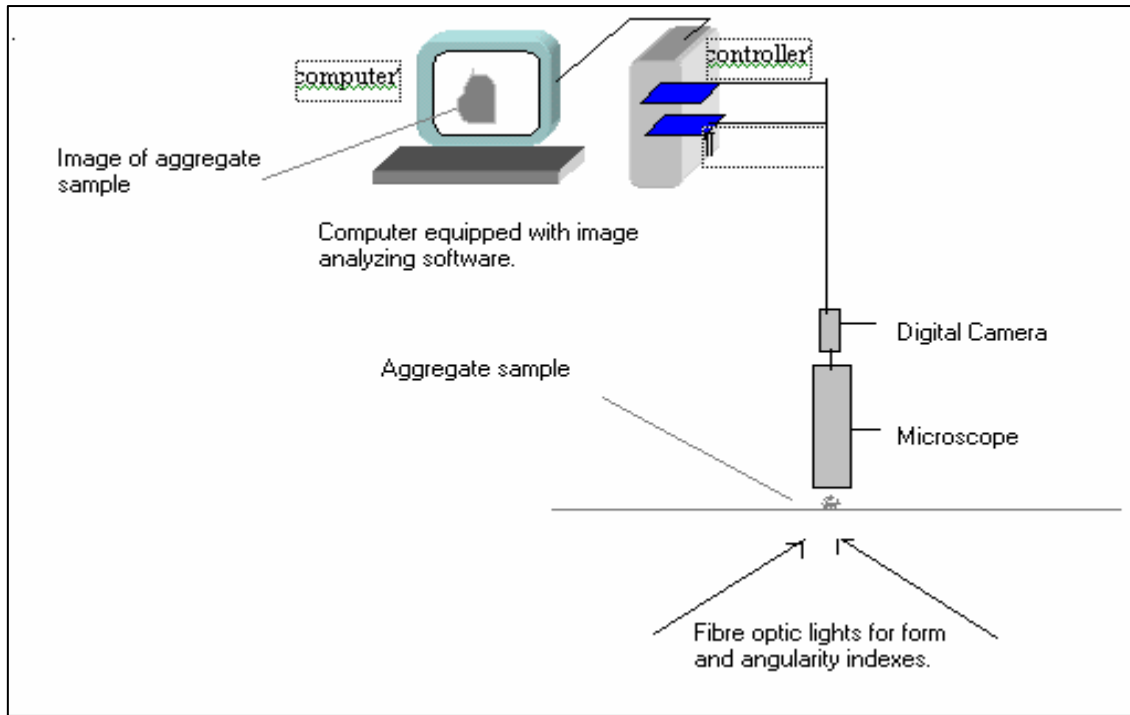 computer
controller
¶
Image of aggregate
sample
Computer equipped with image
analyzing software.
Digital Camera
Aggregate sample
Microscope
Fibre optic lights for form
and angularity indexes.